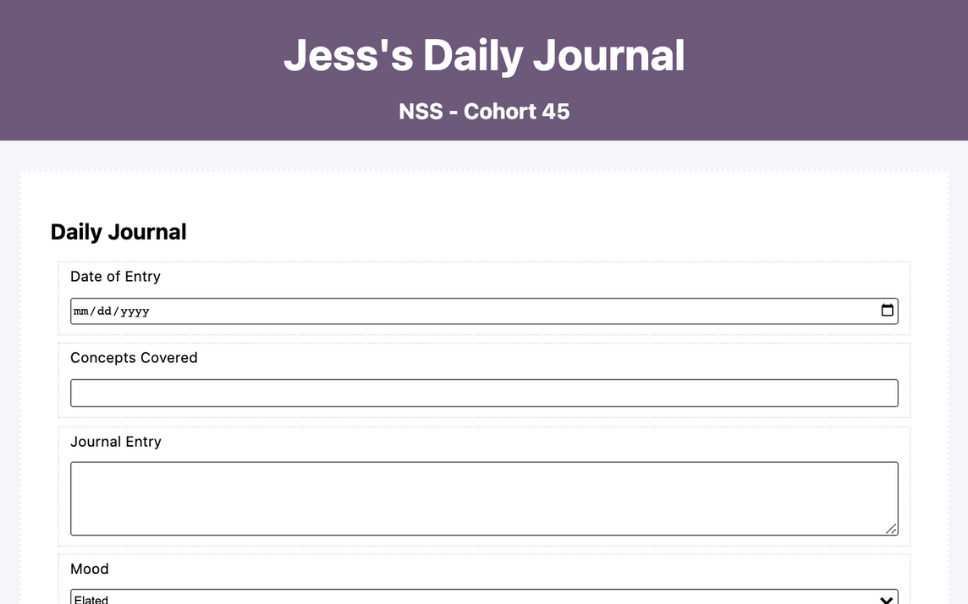 Jess's Daily Journal
NSS - Cohort 45
Daily Journal
Date of Entry
mm/dd/yyyy
Concepts Covered
Journal Entry
Mood
Elated